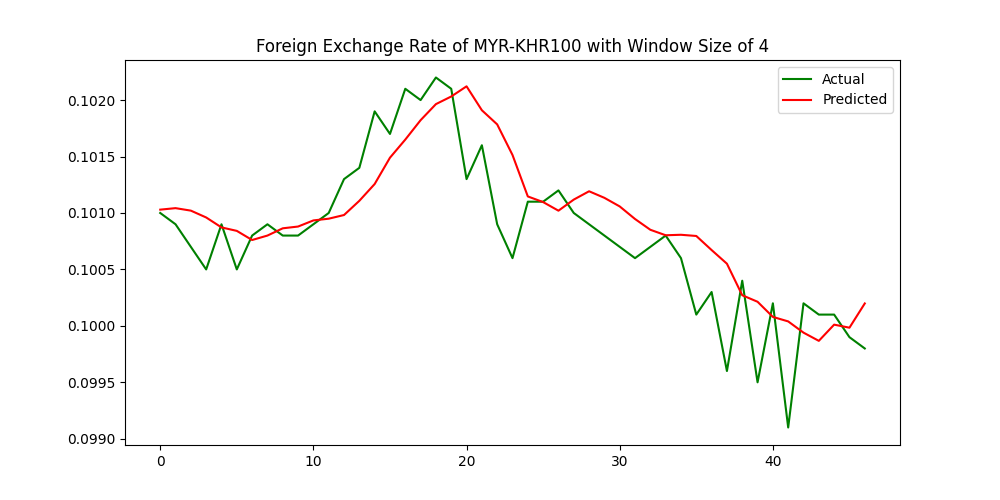 Foreign Exchange Rate of MYR-KHR100 with Window Size of 4
Actual
Predicted
0.1020
0.1015
0.1010
0.1005
0.1000
0.0995
0.0990
0 10 20 30 40